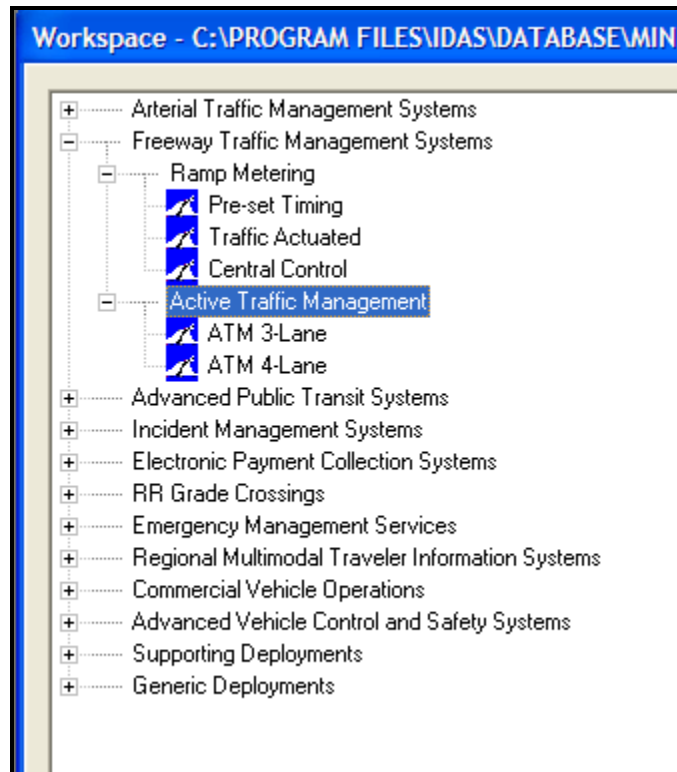 Workspace - C:\PROGRAM FILES\IDAS\DATABASE\MIN
Arterial Traffic Management Systems
Freeway Traffic Management Systems
Ramp Metering
Pre-set Timing
Traffic Actuated
Central Control
Active Traffic Management
ATM 3-Lane
ATM 4-Lane
Advanced Public Transit Systems
Incident Management Systems
Electronic Payment Collection Systems
RR Grade Crossings
Emergency Management Services
Regional Multimodal Traveler Information Systems
Commercial Vehicle Operations
Advanced Vehicle Control and Safety Systems
Supporting Deployments
Generic Deployments